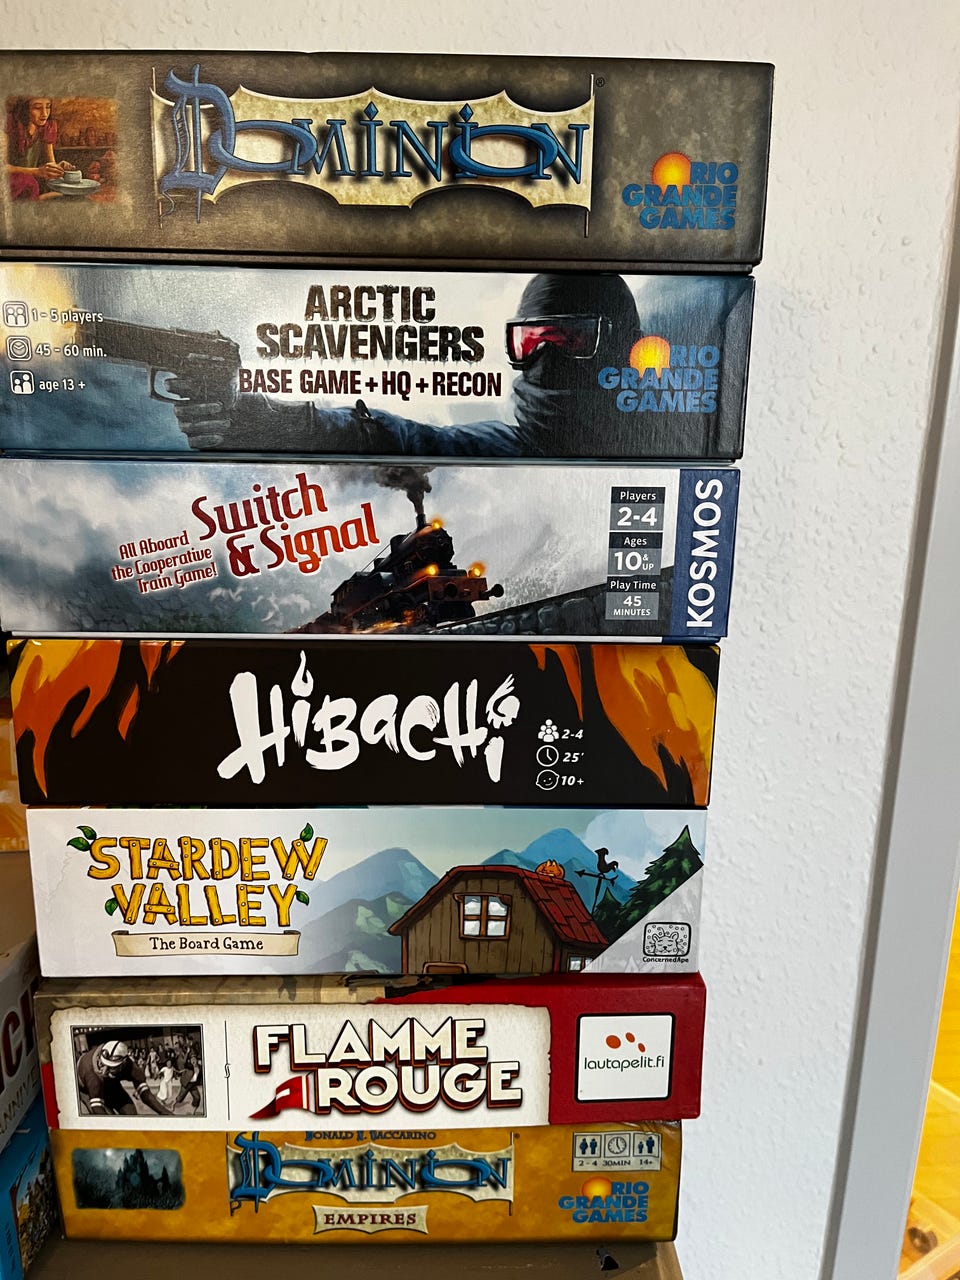 DOMINION
®
RIO
GRANDE
GAMES
1-5 players
45-60 min.
age 13 +
ARCTIC
SCAVENGERS
BASE GAME + HQ + RECON
RIO
GRANDE
GAMES
All Aboard
the Cooperative
Train Game!
Switch
& Signal
Players
2-4
Ages
10 & UP
Play Time
45
MINUTES
KOSMOS
HiBACHi
2-4
25'
10+
STARDEW
VALLEY
The Board Game
ConcernedApe
FLAMME
ROUGE
lautapelit.fi
DONALD X. VACCARINO
DOMINION
EMPIRES
2-4 30MIN 14+
RIO
GRANDE
GAMES